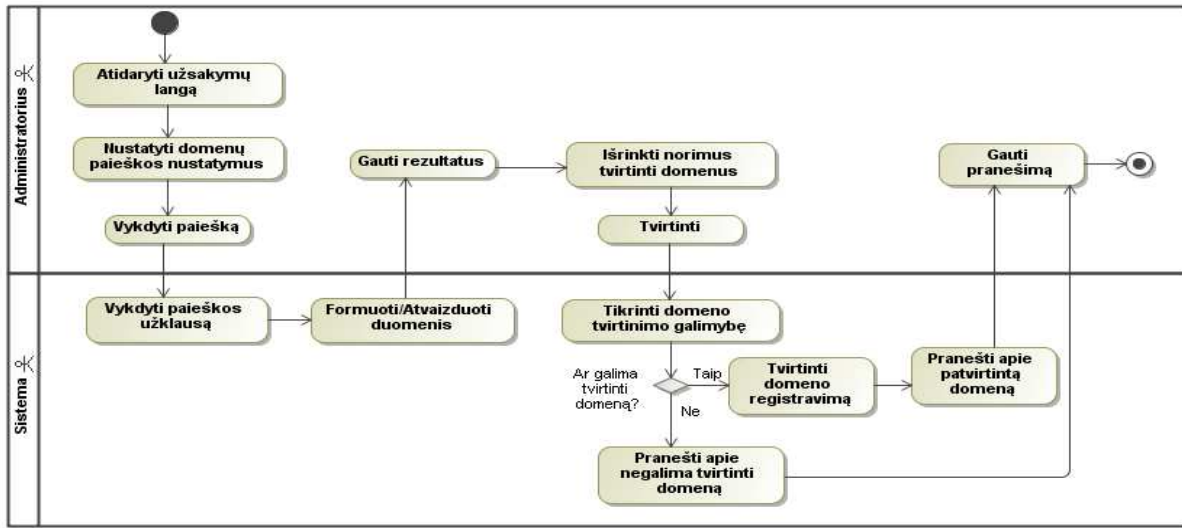 Administratorius
Atidaryti užsakymų
langą
Nustatyti domenų
paieškos nustatymus
Vykdyti paiešką
Gauti rezultatus
Išrinkti norimus
tvirtinti domenus
Tvirtinti
Gauti
pranešimą
Sistema
Vykdyti paieškos
užklausą
Formuoti/Atvaizduoti
duomenis
Tikrinti domeno
tvirtinimo galimybę
Ar galima
tvirtinti
domeną?
Taip
Ne
Tvirtinti
domeno
registravimą
Pranešti apie
patvirtintą
domeną
Pranešti apie
negalima tvirtinti
domeną